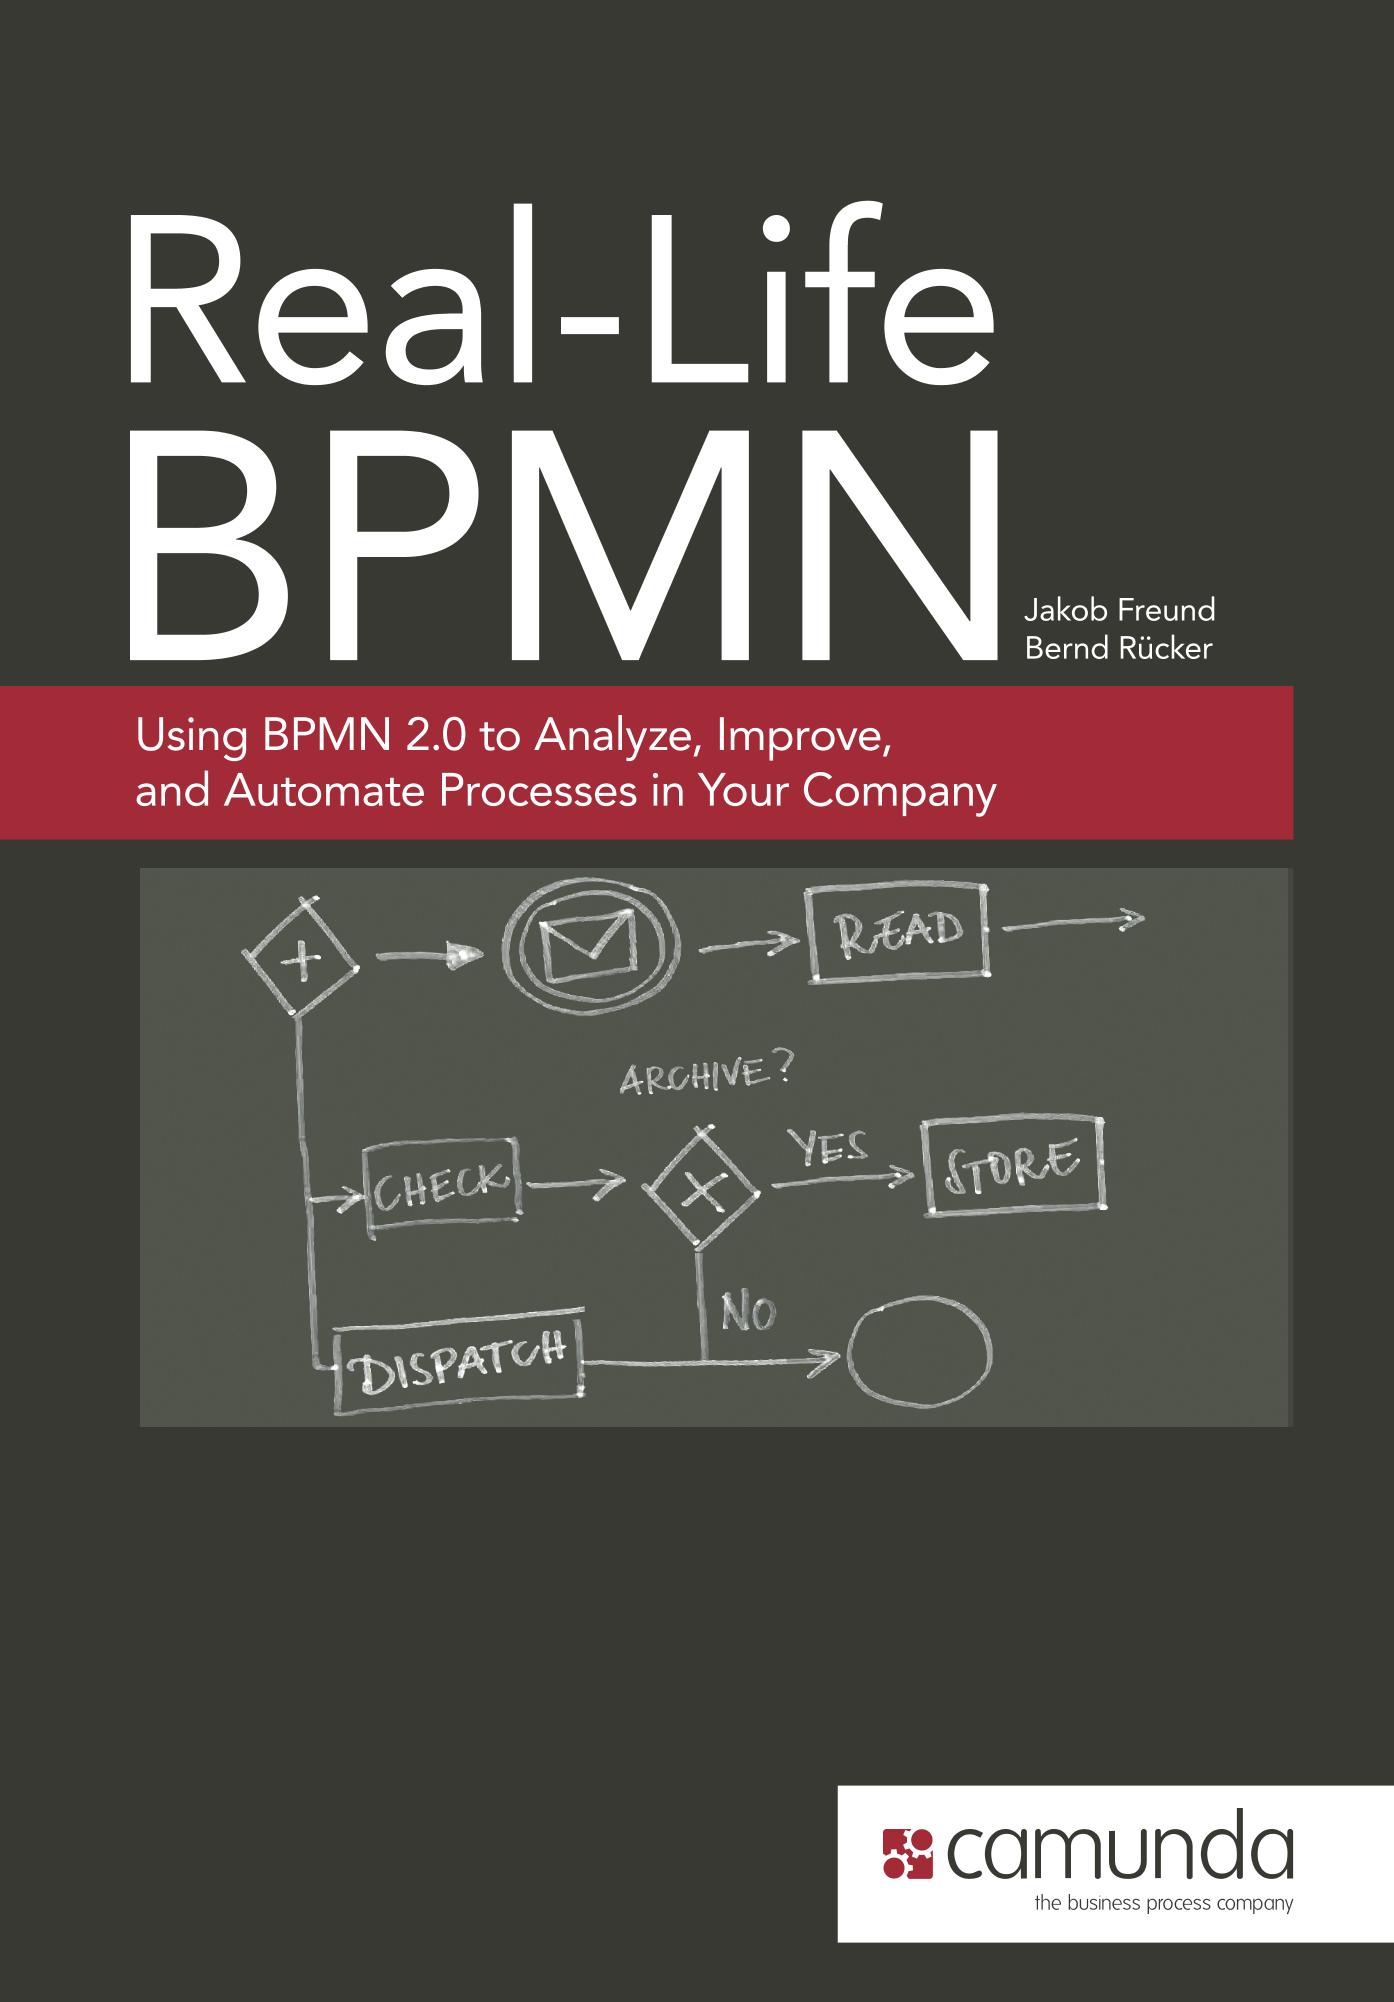 Real-Life
BPMN
Jakob Freund
Bernd Rücker
Using BPMN 2.0 to Analyze, Improve,
and Automate Processes in Your Company
READ
ARCHIVE?
YES
STORE
CHECK
NO
DISPATCH
camunda
the business process company